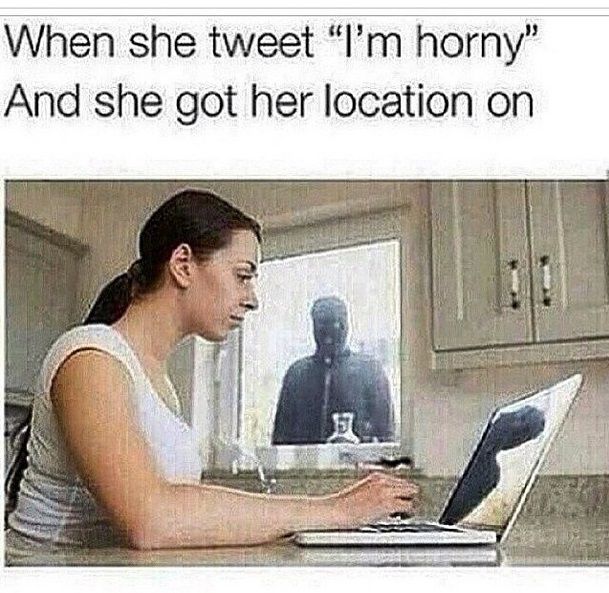 When she tweet “I’m horny”
And she got her location on